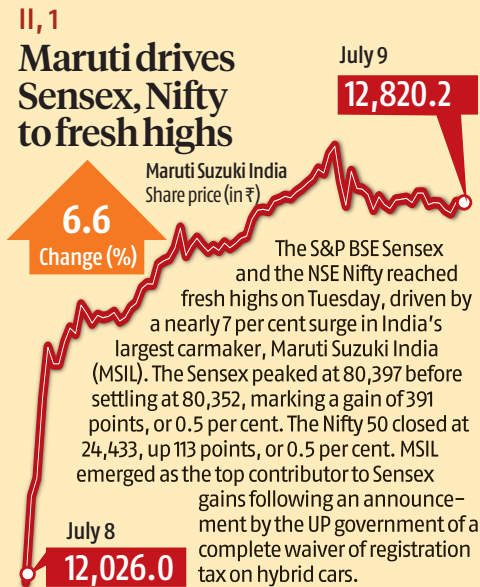 II, 1
Maruti drives
Sensex, Nifty
to fresh highs
July 9
12,820.2
Maruti Suzuki India
Share price (in ₹)
6.6
Change (%)
The S&P BSE Sensex
and the NSE Nifty reached
fresh highs on Tuesday, driven by
a nearly 7 per cent surge in India's
largest carmaker, Maruti Suzuki India
(MSIL). The Sensex peaked at 80,397 before
settling at 80,352, marking a gain of 391
points, or 0.5 per cent. The Nifty 50 closed at
24,433, up 113 points, or 0.5 per cent. MSIL
emerged as the top contributor to Sensex
gains following an announce-
ment by the UP government of a
complete waiver of registration
tax on hybrid cars.
July 8
12,026.0